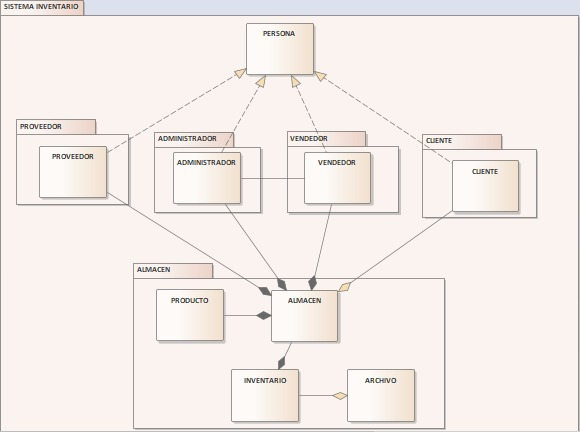 SISTEMA INVENTARIO
PERSONA
PROVEEDOR
PROVEEDOR
ADMINISTRADOR
ADMINISTRADOR
VENDEDOR
VENDEDOR
CLIENTE
CLIENTE
ALMACEN
PRODUCTO
ALMACEN
INVENTARIO
ARCHIVO